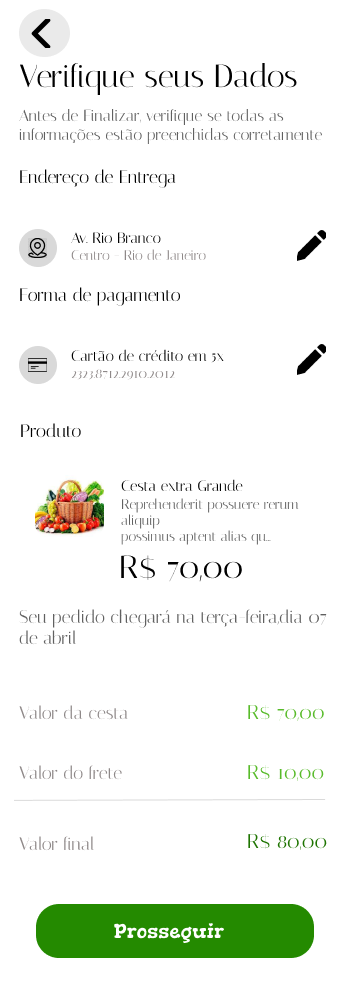 Verifique seus Dados
Antes de Finalizar, verifique se todas as
informações estão preenchidas corretamente
Endereço de Entrega
Av. Rio Branco
Centro - Rio de Janeiro
Forma de pagamento
Cartão de crédito em 5x
2323.8712.2910.2012
Produto
Cesta extra Grande
Reprehenderit possuere rerum
aliquip
possimus aptent alias qu...
R$ 70,00
Seu pedido chegará na terça-feira,dia 07
de abril
Valor da cesta R$ 70,00
Valor do frete R$ 10,00
Valor final R$ 80,00
Prosseguir